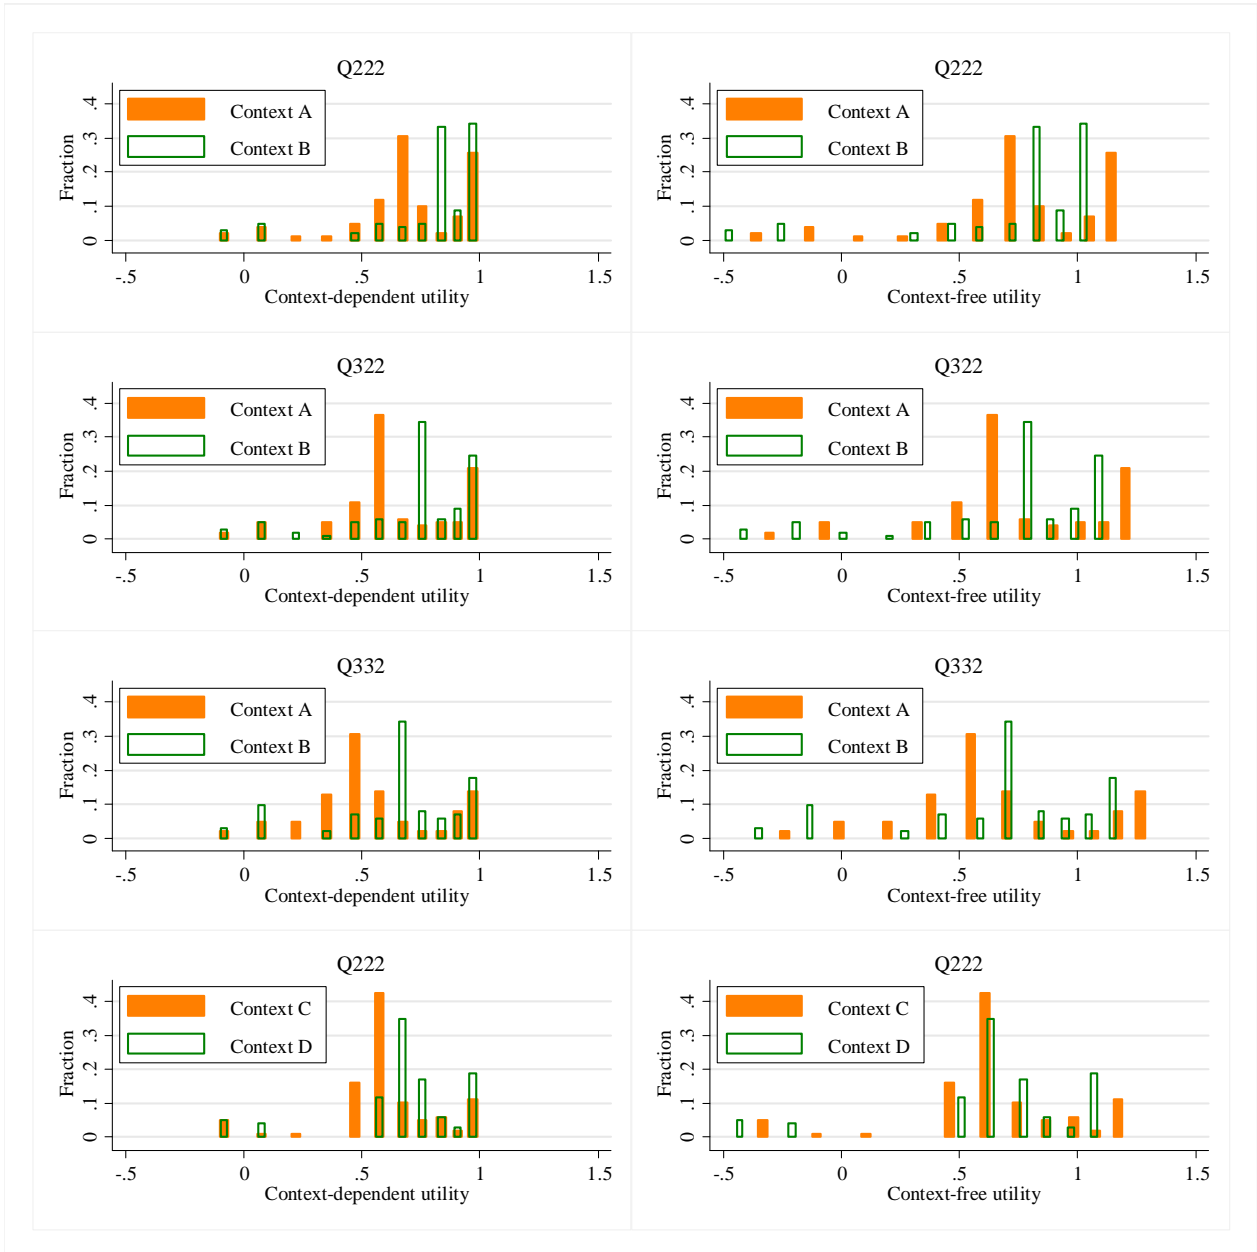 Q222
Context A
Context B
Fraction
.4
.3
.2
.1
0
-.5 0 .5 1 1.5
Context-dependent utility
Q222
Context A
Context B
Fraction
.4
.3
.2
.1
0
-.5 0 .5 1 1.5
Context-free utility
Q322
Context A
Context B
Fraction
.4
.3
.2
.1
0
-.5 0 .5 1 1.5
Context-dependent utility
Q322
Context A
Context B
Fraction
.4
.3
.2
.1
0
-.5 0 .5 1 1.5
Context-free utility
Q332
Context A
Context B
Fraction
.4
.3
.2
.1
0
-.5 0 .5 1 1.5
Context-dependent utility
Q332
Context A
Context B
Fraction
.4
.3
.2
.1
0
-.5 0 .5 1 1.5
Context-free utility
Q222
Context C
Context D
Fraction
.4
.3
.2
.1
0
-.5 0 .5 1 1.5
Context-dependent utility
Q222
Context C
Context D
Fraction
.4
.3
.2
.1
0
-.5 0 .5 1 1.5
Context-free utility